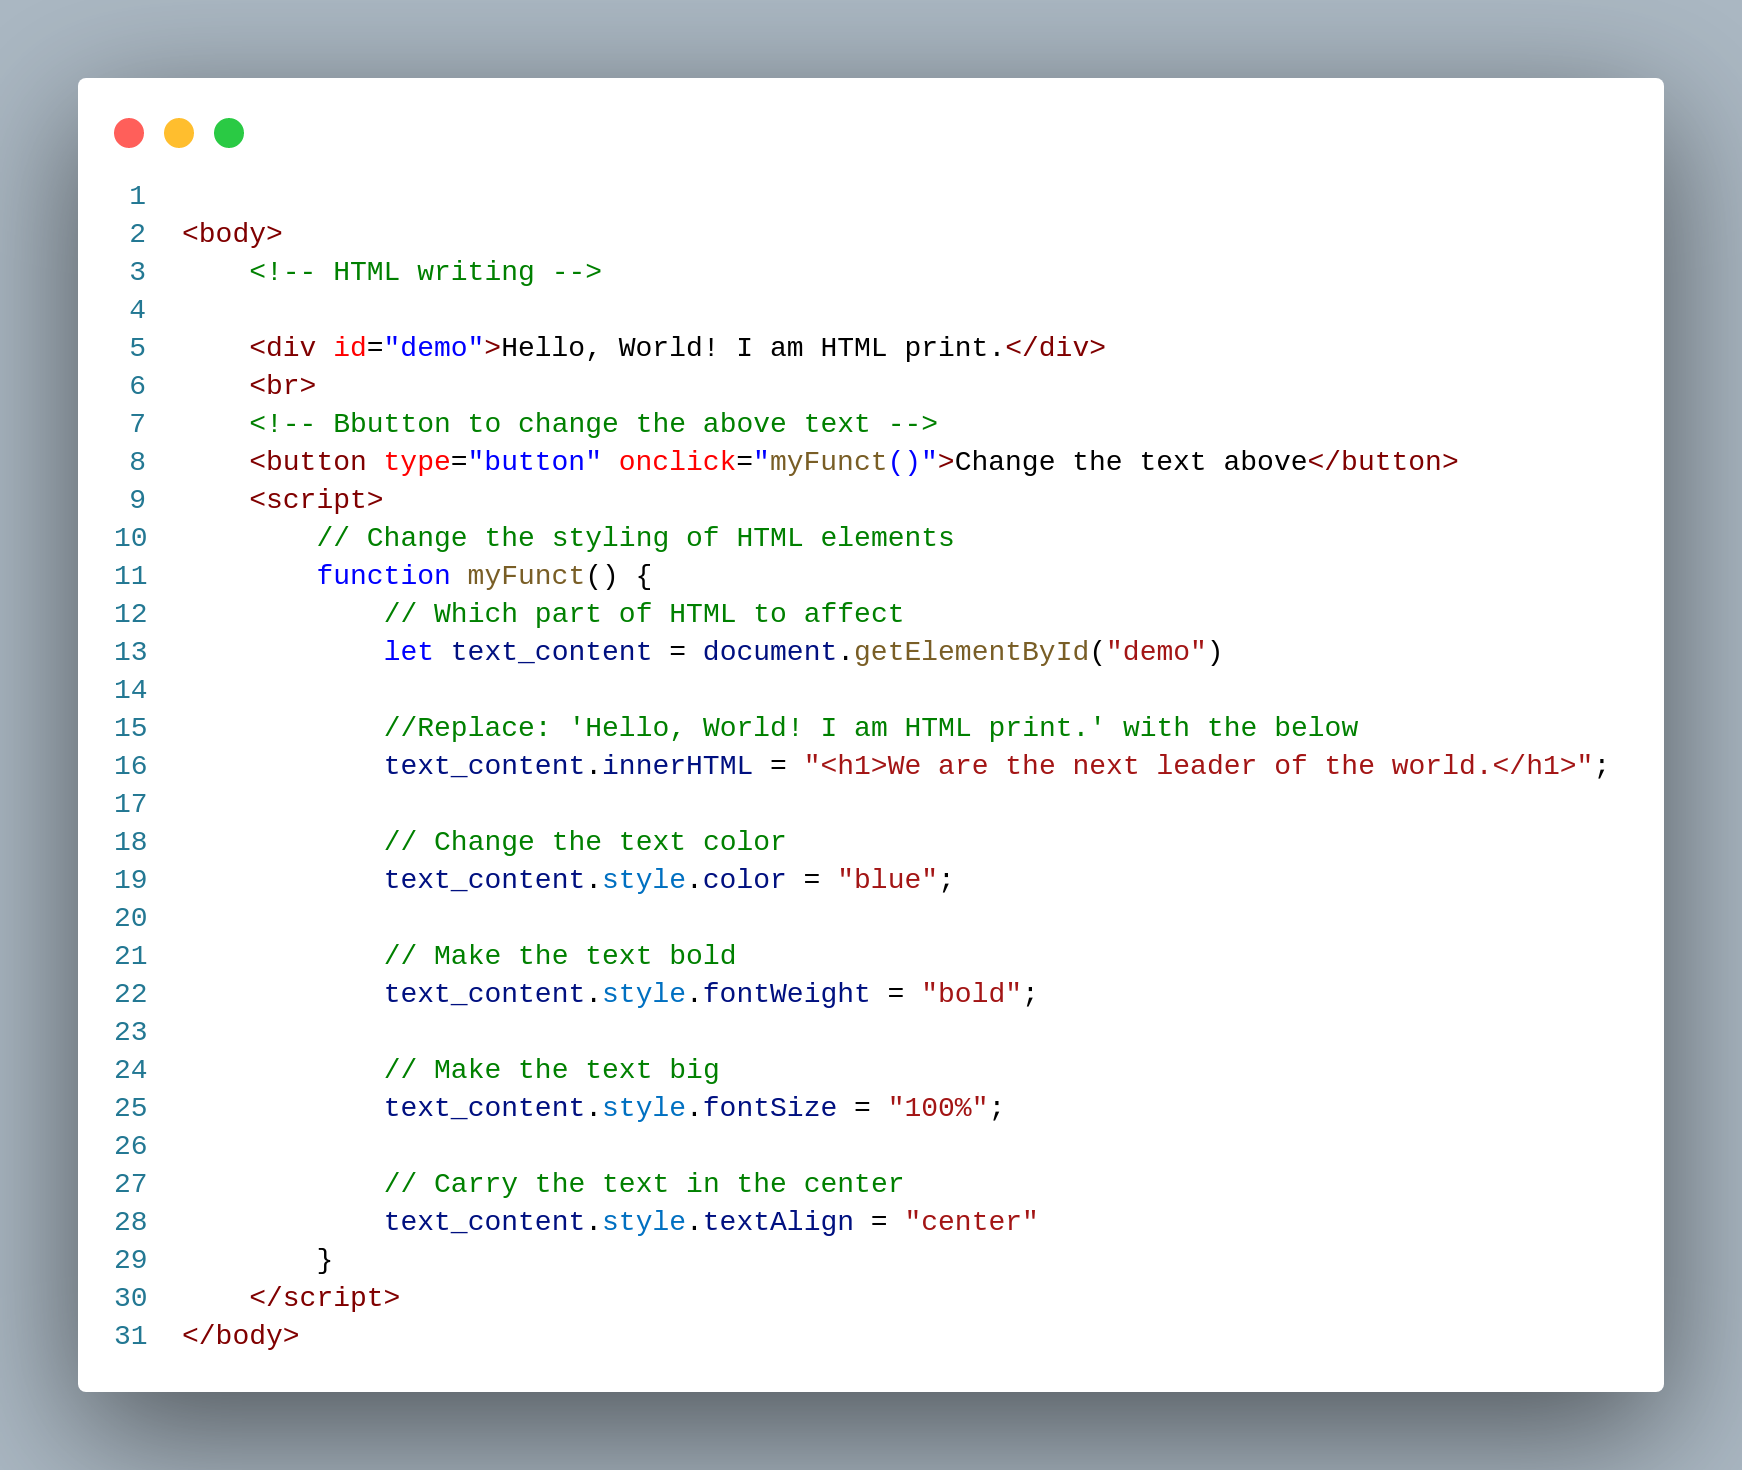 1
2 <body>
3     <!-- HTML writing -->
4
5     <div id="demo">Hello, World! I am HTML print.</div>
6     <br>
7     <!-- Bbutton to change the above text -->
8     <button type="button" onclick="myFunct()">Change the text above</button>
9     <script>
10         // Change the styling of HTML elements
11         function myFunct() {
12             // Which part of HTML to affect
13             let text_content = document.getElementById("demo")
14
15             //Replace: 'Hello, World! I am HTML print.' with the below
16             text_content.innerHTML = "<h1>We are the next leader of the world.</h1>";
17
18             // Change the text color
19             text_content.style.color = "blue";
20
21             // Make the text bold
22             text_content.style.fontWeight = "bold";
23
24             // Make the text big
25             text_content.style.fontSize = "100%";
26
27             // Carry the text in the center
28             text_content.style.textAlign = "center"
29         }
30     </script>
31 </body>